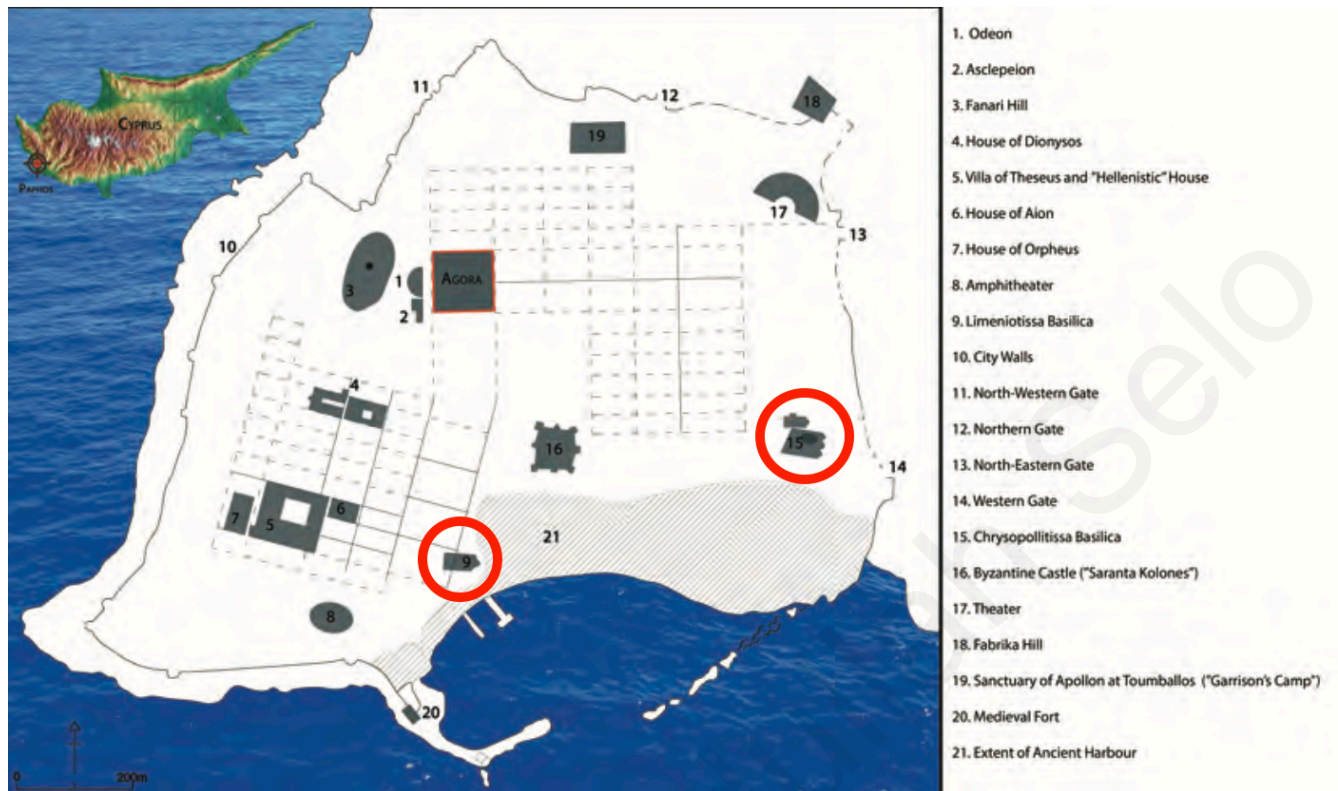 CYPRUS
PAPHOS
11
12
18
19
17
10
13
1
AGORA
3
2
4
15
16
14
6
7
5
21
9
8
20
0 200m
1. Odeon
2. Asclepeion
3. Fanari Hill
4. House of Dionysos
5. Villa of Theseus and "Hellenistic" House
6. House of Aion
7. House of Orpheus
8. Amphitheater
9. Limeniotissa Basilica
10. City Walls
11. North-Western Gate
12. Northern Gate
13. North-Eastern Gate
14. Western Gate
15. Chrysopollitissa Basilica
16. Byzantine Castle ("Saranta Kolones")
17. Theater
18. Fabrika Hill
19. Sanctuary of Apollon at Toumballos ("Garrison's Camp")
20. Medieval Fort
21. Extent of Ancient Harbour
Selo